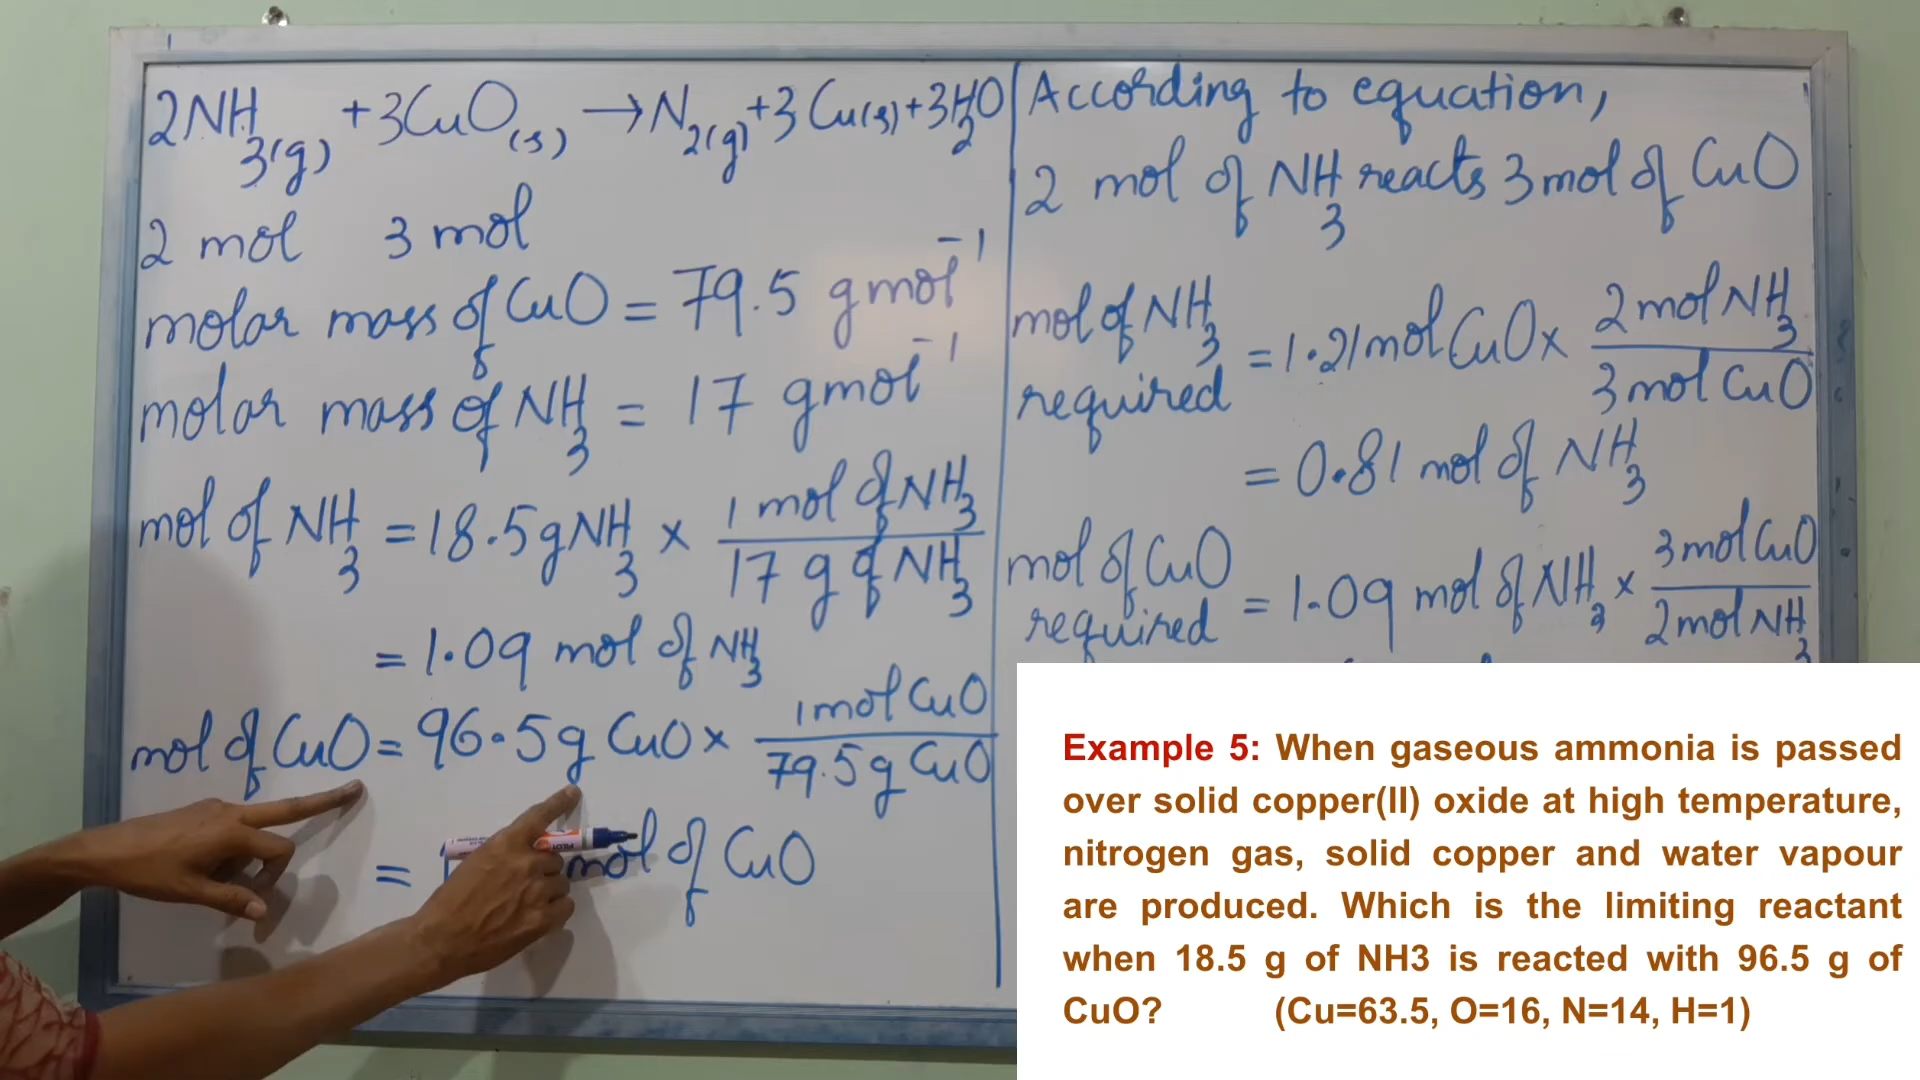 2NH3(g) + 3CuO(s) → N2(g) + 3Cu(s) + 3H2O
2 mol 3 mol
molar mass of CuO = 79.5 g mol⁻¹
molar mass of NH3 = 17 g mol⁻¹
mol of NH3 = 18.5 g NH3 × 1 mol of NH3 / 17 g of NH3
= 1.09 mol of NH3
mol of CuO = 96.5 g CuO × 1 mol CuO / 79.5 g CuO
= mol of CuO
According to equation,
2 mol of NH3 reacts 3 mol of CuO
mol of NH3 required = 1.21 mol CuO × 2 mol NH3 / 3 mol CuO
= 0.81 mol of NH3
mol of CuO required = 1.09 mol of NH3 × 3 mol CuO / 2 mol NH3
Example 5: When gaseous ammonia is passed
over solid copper(II) oxide at high temperature,
nitrogen gas, solid copper and water vapour
are produced. Which is the limiting reactant
when 18.5 g of NH3 is reacted with 96.5 g of
CuO? (Cu=63.5, O=16, N=14, H=1)